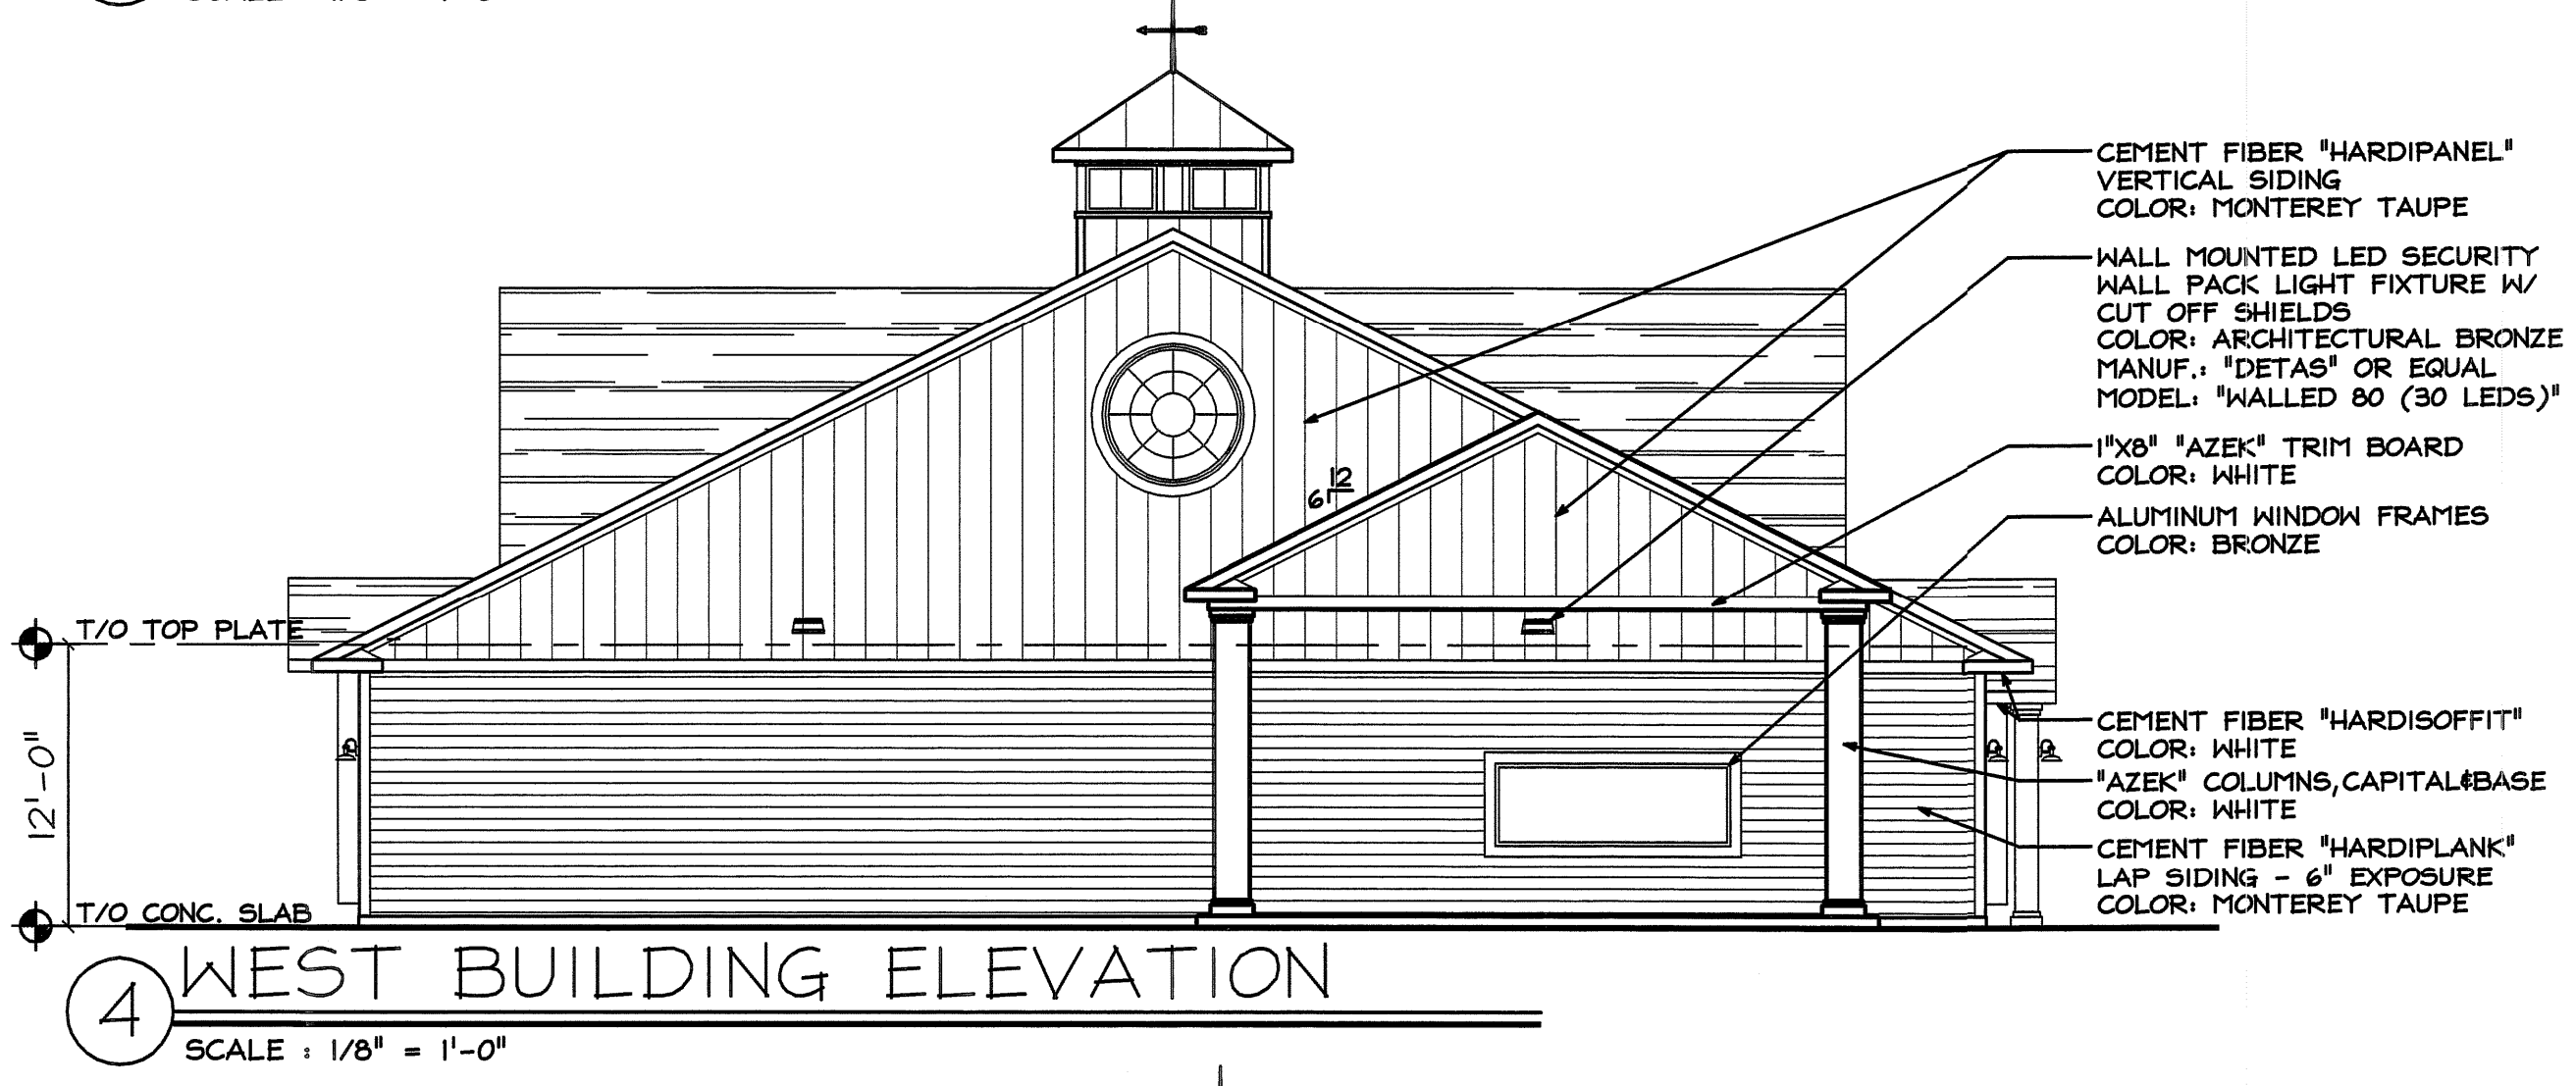 CEMENT FIBER "HARDIPANEL"
VERTICAL SIDING
COLOR: MONTEREY TAUPE
WALL MOUNTED LED SECURITY
WALL PACK LIGHT FIXTURE W/
CUT OFF SHIELDS
COLOR: ARCHITECTURAL BRONZE
MANUF.: "DETAS" OR EQUAL
MODEL: "WALLED 80 (30 LEDS)"
1"X8" "AZEK" TRIM BOARD
COLOR: WHITE
12
6
ALUMINUM WINDOW FRAMES
COLOR: BRONZE
T/O TOP PLATE
12'-0"
CEMENT FIBER "HARDISOFFIT"
COLOR: WHITE
"AZEK" COLUMNS,CAPITAL&BASE
COLOR: WHITE
CEMENT FIBER "HARDIPLANK"
LAP SIDING - 6" EXPOSURE
COLOR: MONTEREY TAUPE
T/O CONC. SLAB
4 WEST BUILDING ELEVATION
SCALE : 1/8" = 1'-0"